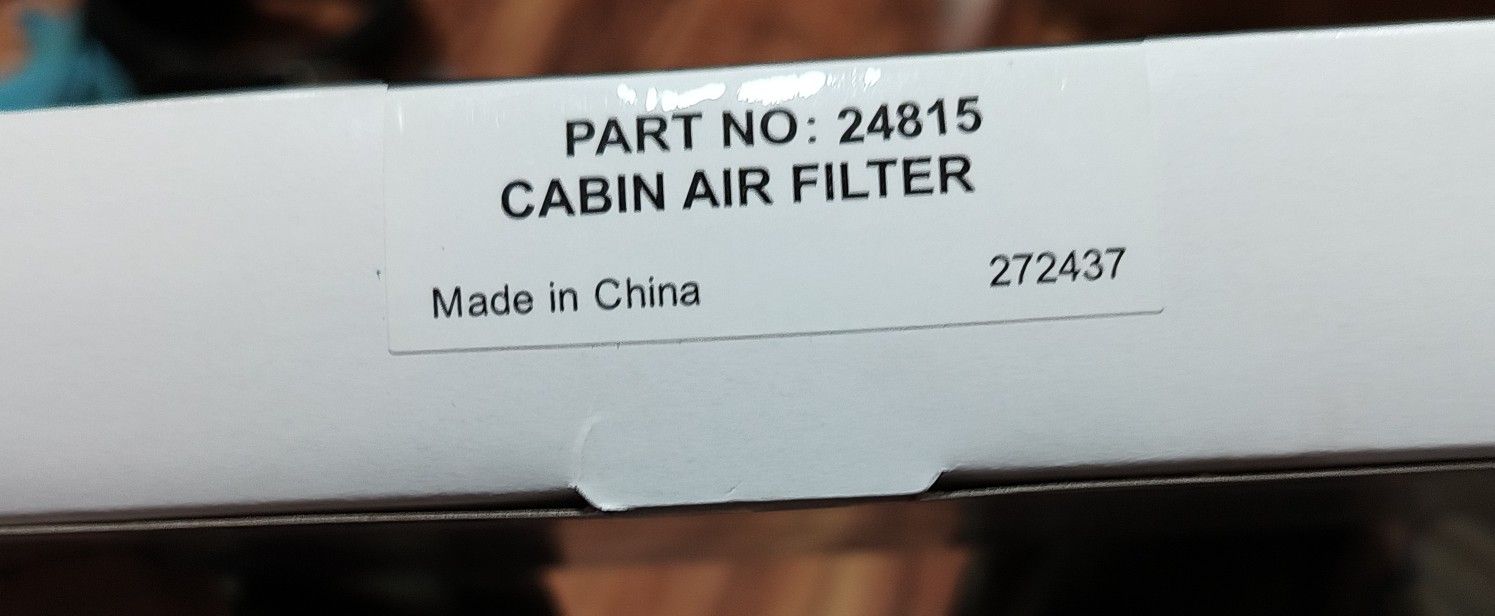 PART NO: 24815
CABIN AIR FILTER
Made in China 272437